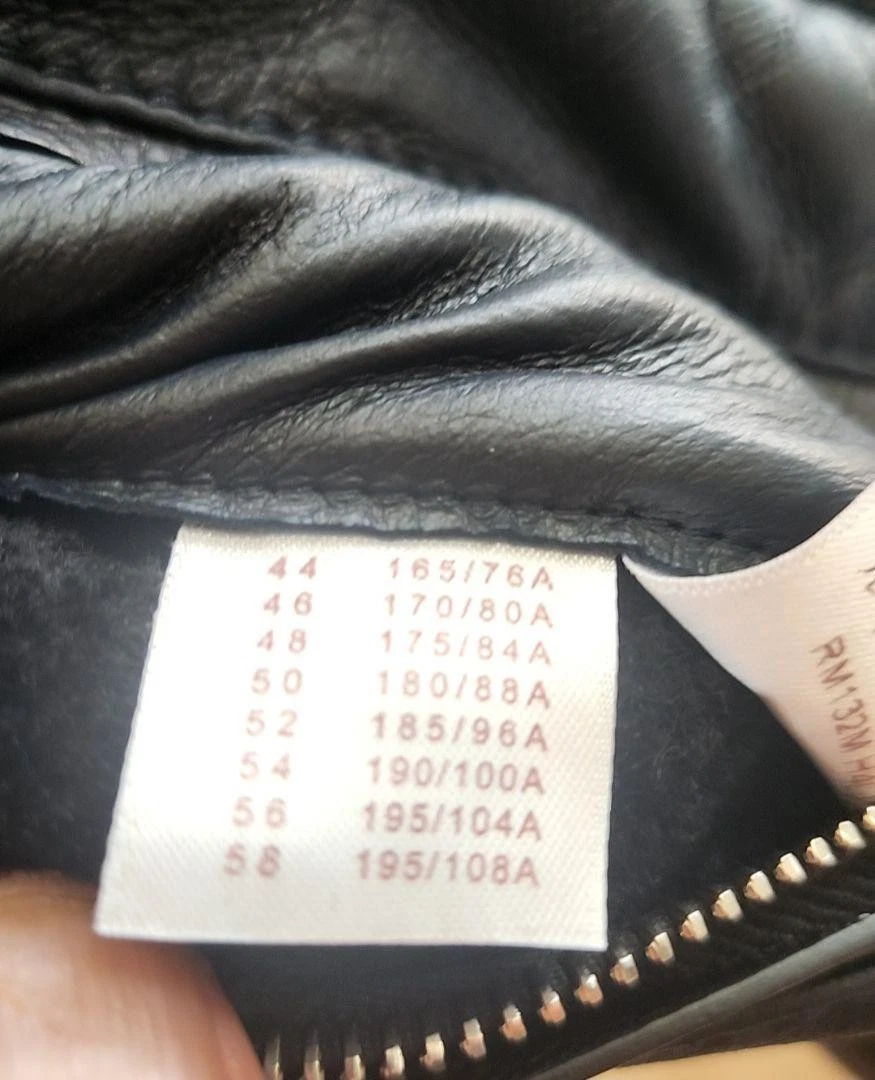 44 165/76A
46 170/80A
48 175/84A
50 180/88A
52 185/96A
54 190/100A
56 195/104A
58 195/108A
RM132M